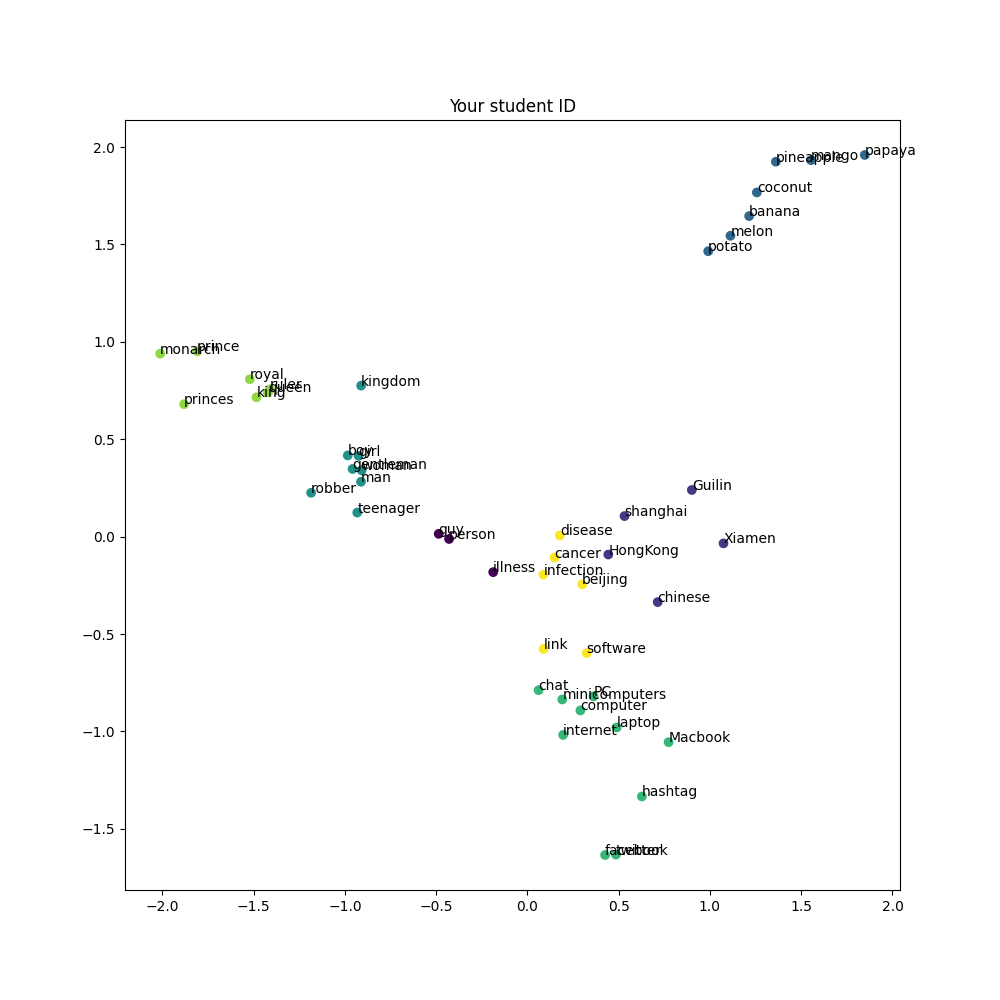 Your student ID
2.0
1.5
1.0
0.5
0.0
−0.5
−1.0
−1.5
−2.0
−1.5
−1.0
−0.5
0.0
0.5
1.0
1.5
2.0
papaya
pineapple
mango
coconut
banana
melon
potato
prince
monarch
royal
ruler
queen
king
princes
kingdom
boy
girl
gentleman
woman
man
robber
teenager
guy
person
illness
Guilin
shanghai
disease
Xiamen
cancer
HongKong
infection
beijing
chinese
link
software
chat
PC
minicomputers
computer
laptop
internet
Macbook
hashtag
facebook
twitter